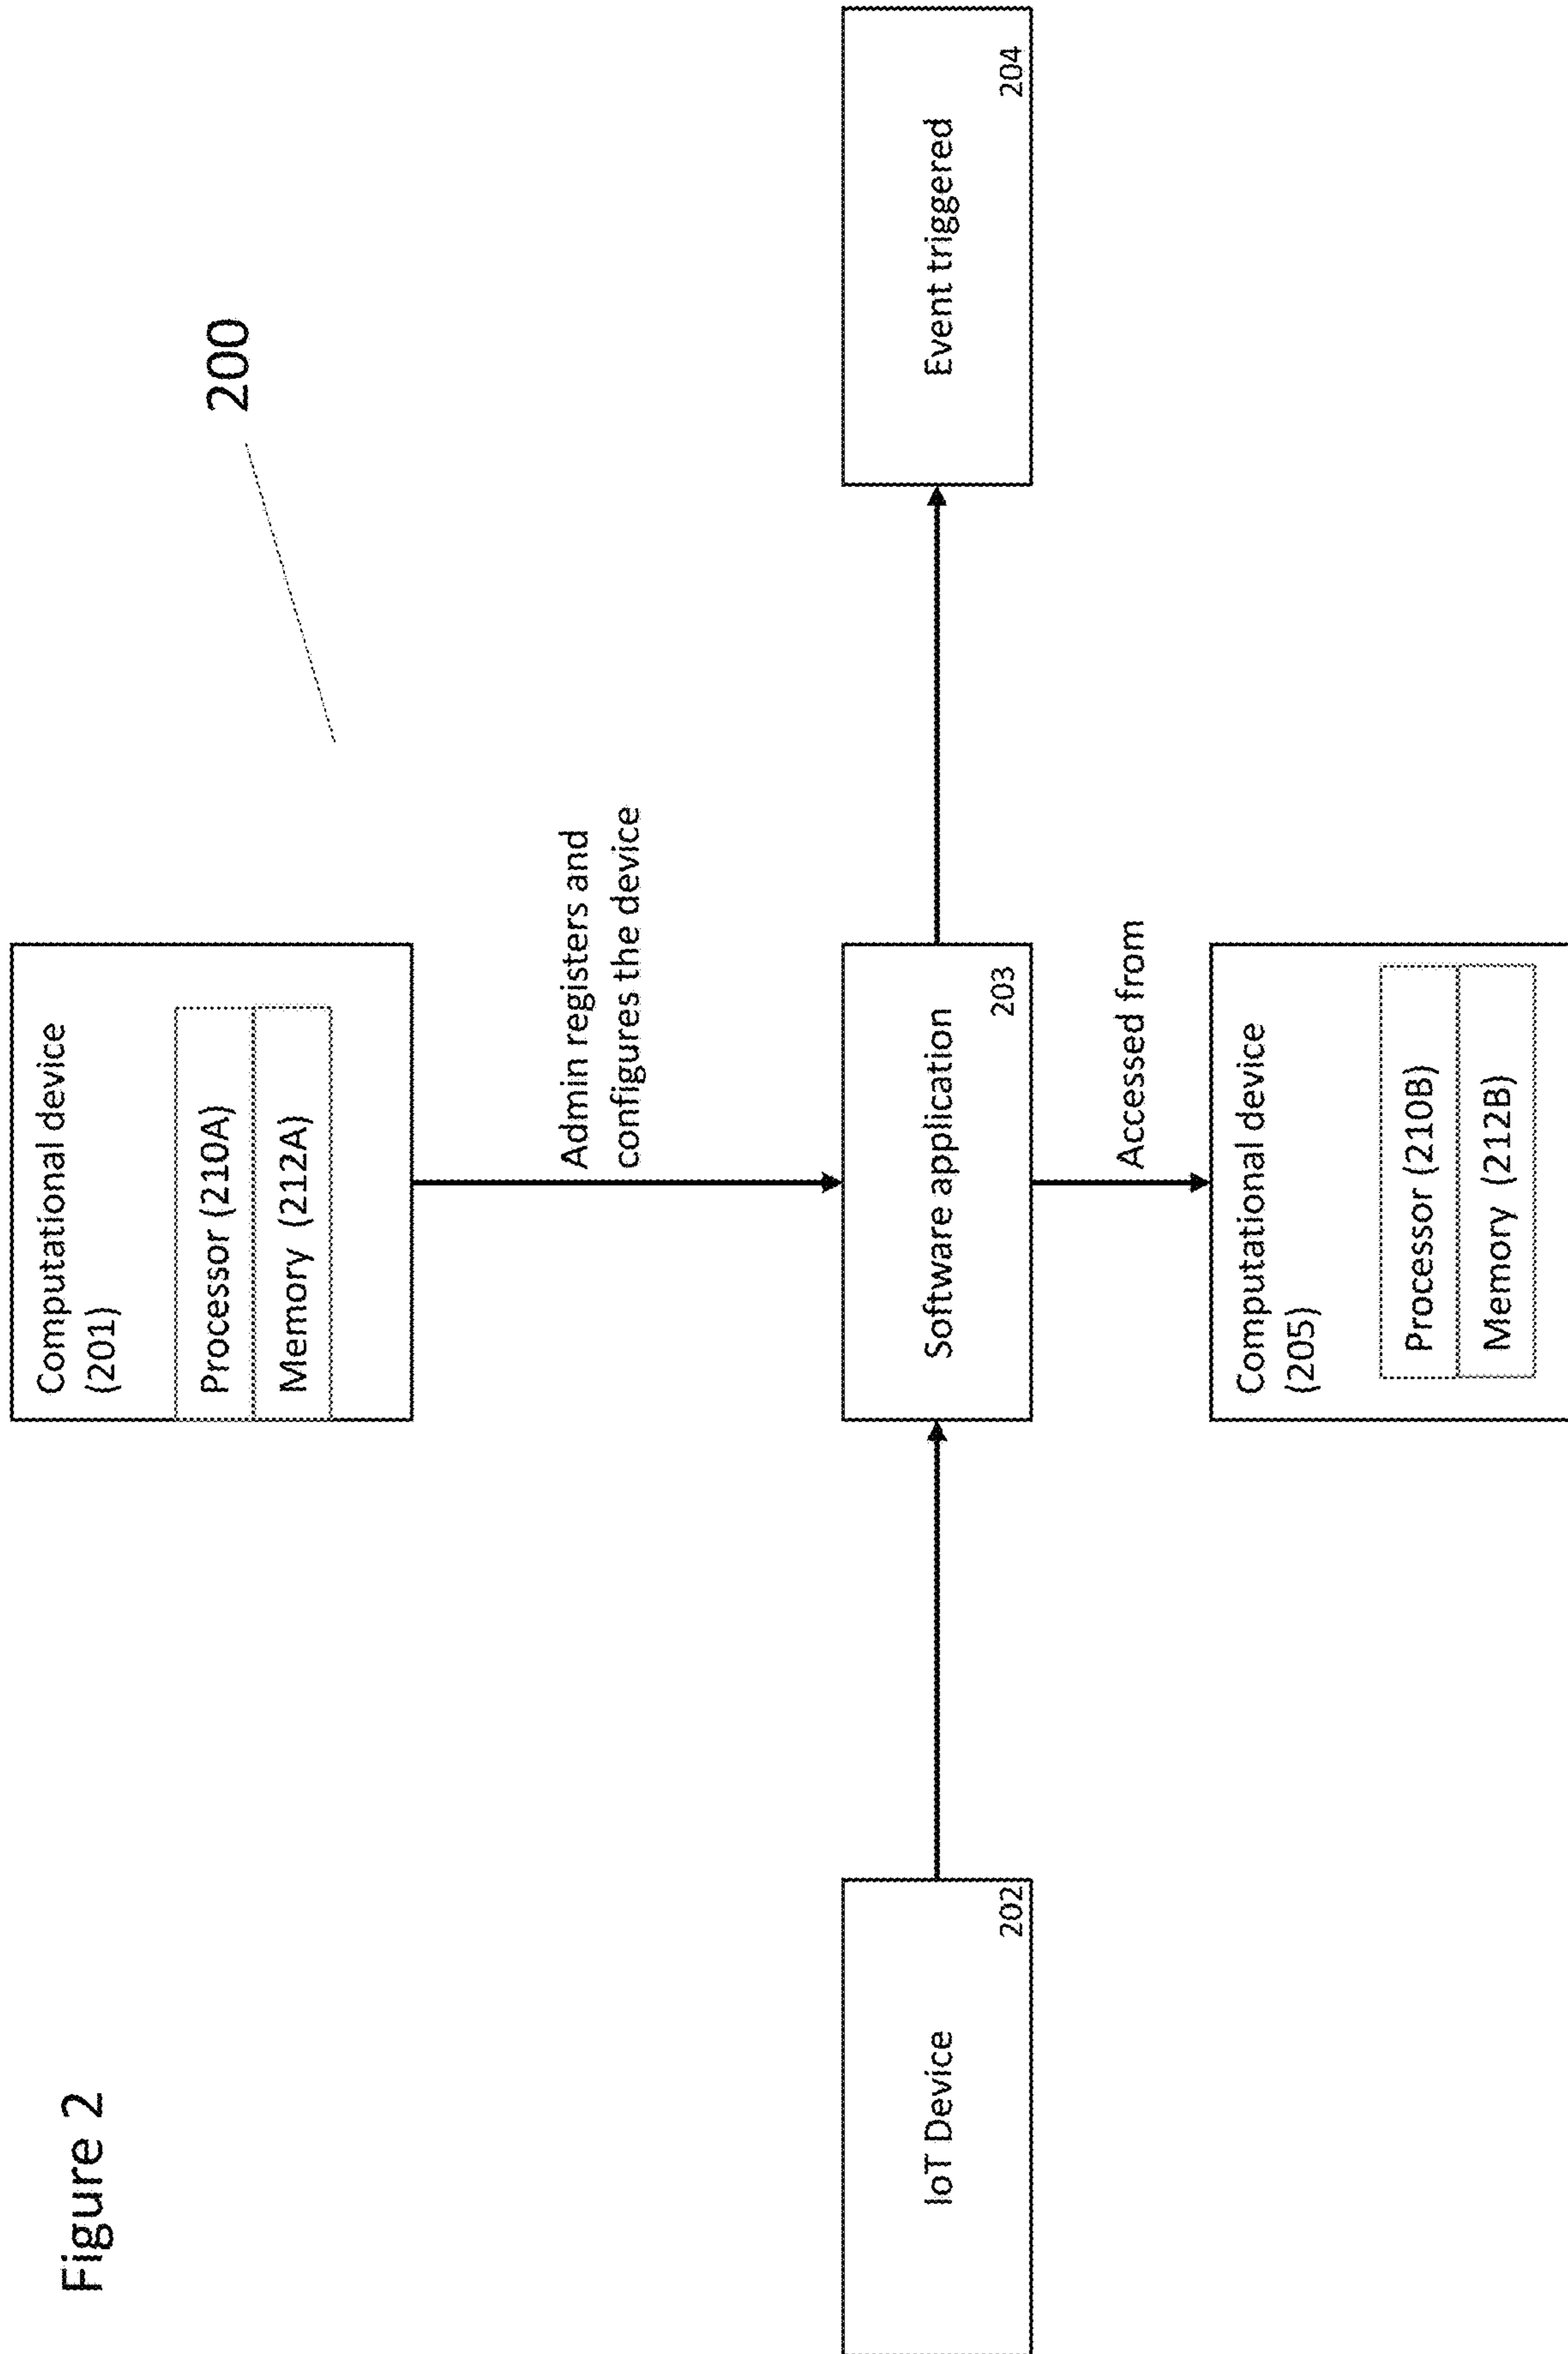 Figure 2
200
Computational device
(201)
Processor (210A)
Memory (212A)
Admin registers and
configures the device
IoT Device
202
Software application
203
Event triggered
204
Accessed from
Computational device
(205)
Processor (210B)
Memory (212B)